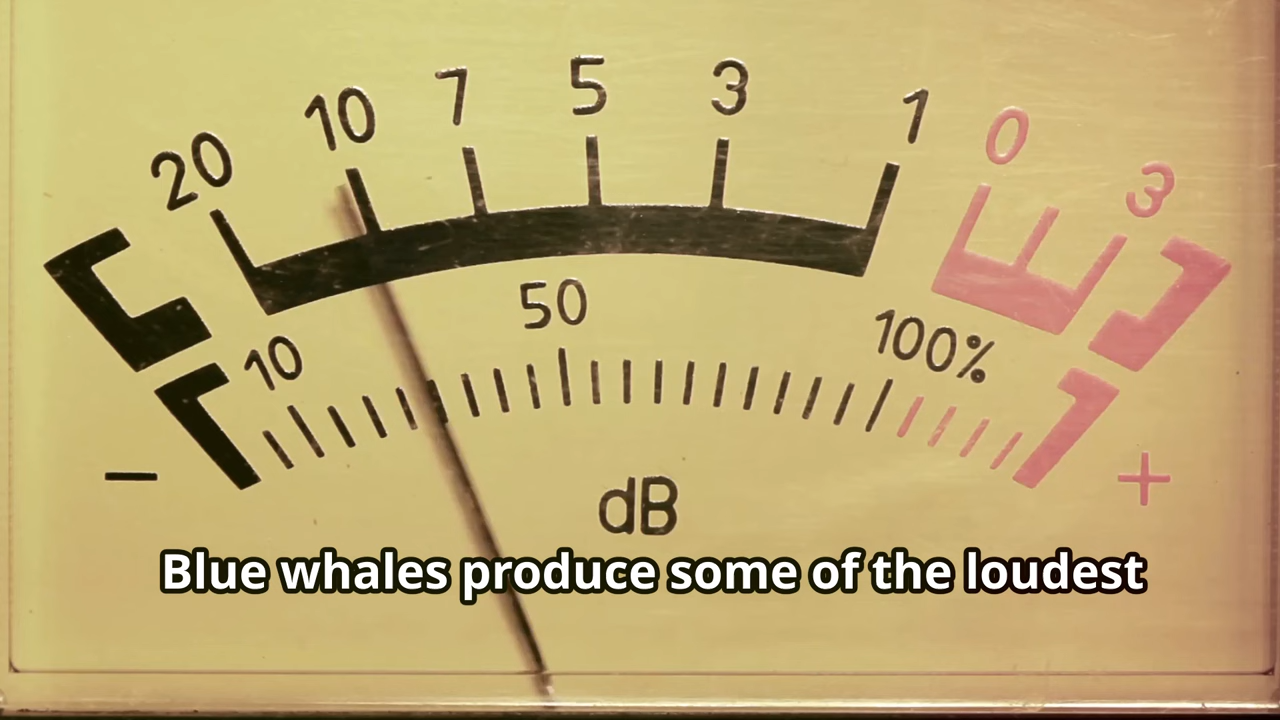 20 10 7 5 3 1 0 3
10 50 100%
− +
dB
Blue whales produce some of the loudest